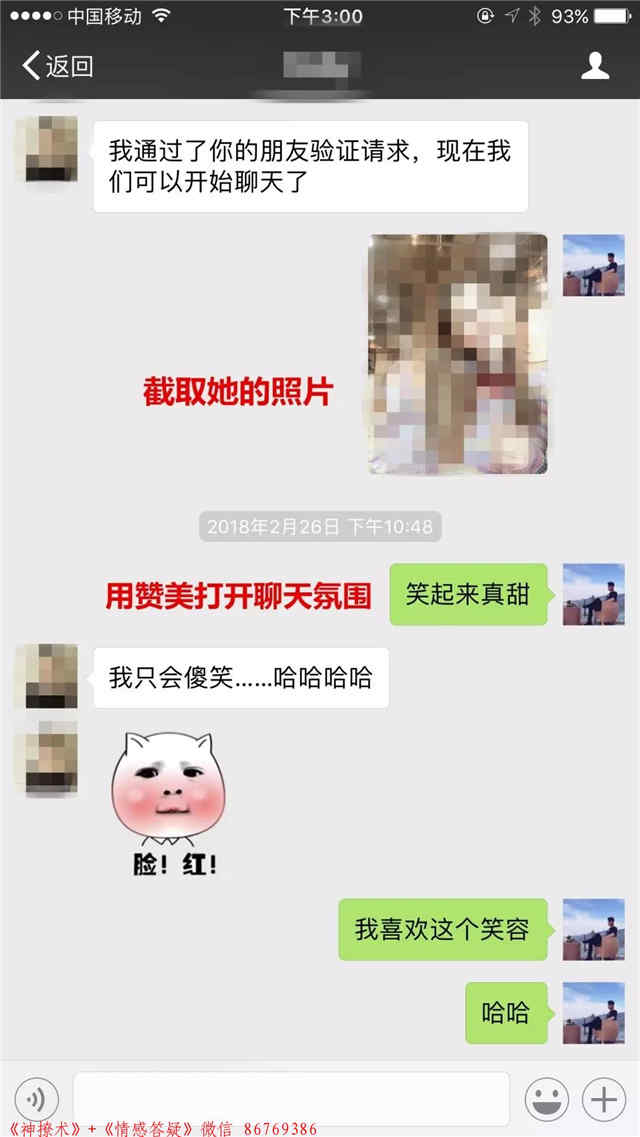 中国移动
下午3:00
93%
返回
我通过了你的朋友验证请求，现在我
们可以开始聊天了
截取她的照片
2018年2月26日 下午10:48
用赞美打开聊天氛围
笑起来真甜
我只会傻笑......哈哈哈哈
脸！红！
我喜欢这个笑容
哈哈
《神撩术》+《情感答疑》微信 86769386